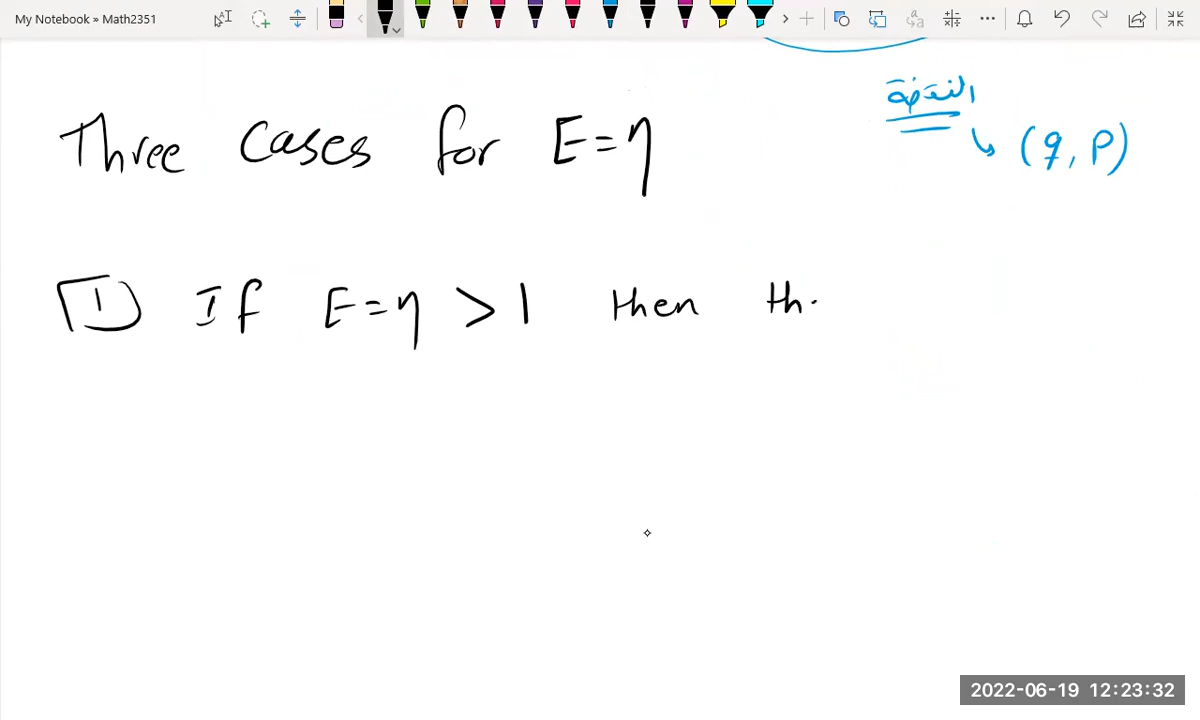 My Notebook » Math2351
النقطة
(q, p)
Three Cases for E=η
1 If E=η > 1 then th
2022-06-19 12:23:32